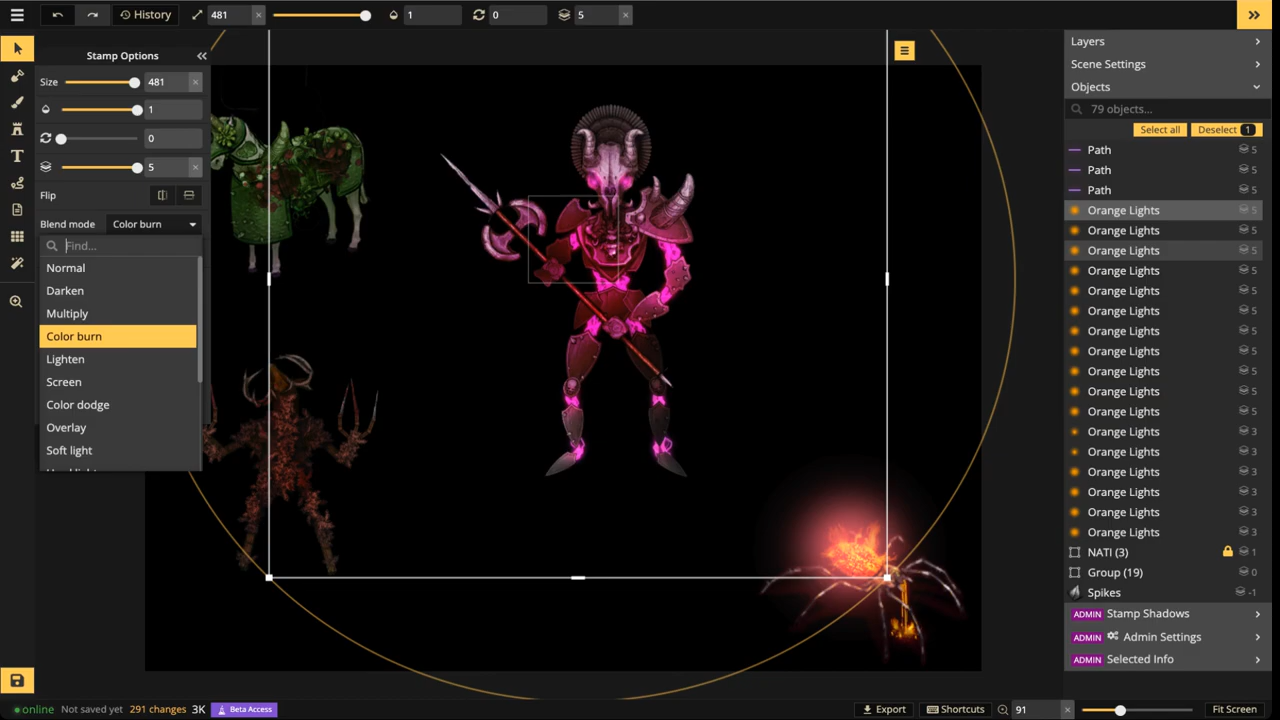 History 481 × 1 0 5 ×
Stamp Options
Size 481 ×
1
0
5 ×
Flip
Blend mode Color burn
Find...
Normal
Darken
Multiply
Color burn
Lighten
Screen
Color dodge
Overlay
Soft light
Layers
Scene Settings
Objects
79 objects...
Select all Deselect 1
Path 5
Path 5
Path 5
Orange Lights 5
Orange Lights 5
Orange Lights 5
Orange Lights 5
Orange Lights 5
Orange Lights 5
Orange Lights 5
Orange Lights 5
Orange Lights 5
Orange Lights 5
Orange Lights 5
Orange Lights 3
Orange Lights 3
Orange Lights 3
Orange Lights 3
Orange Lights 3
Orange Lights 3
NATI (3) 1
Group (19) 0
Spikes -1
ADMIN Stamp Shadows
ADMIN Admin Settings
ADMIN Selected Info
online Not saved yet 291 changes 3K Beta Access Export Shortcuts 91 × Fit Screen